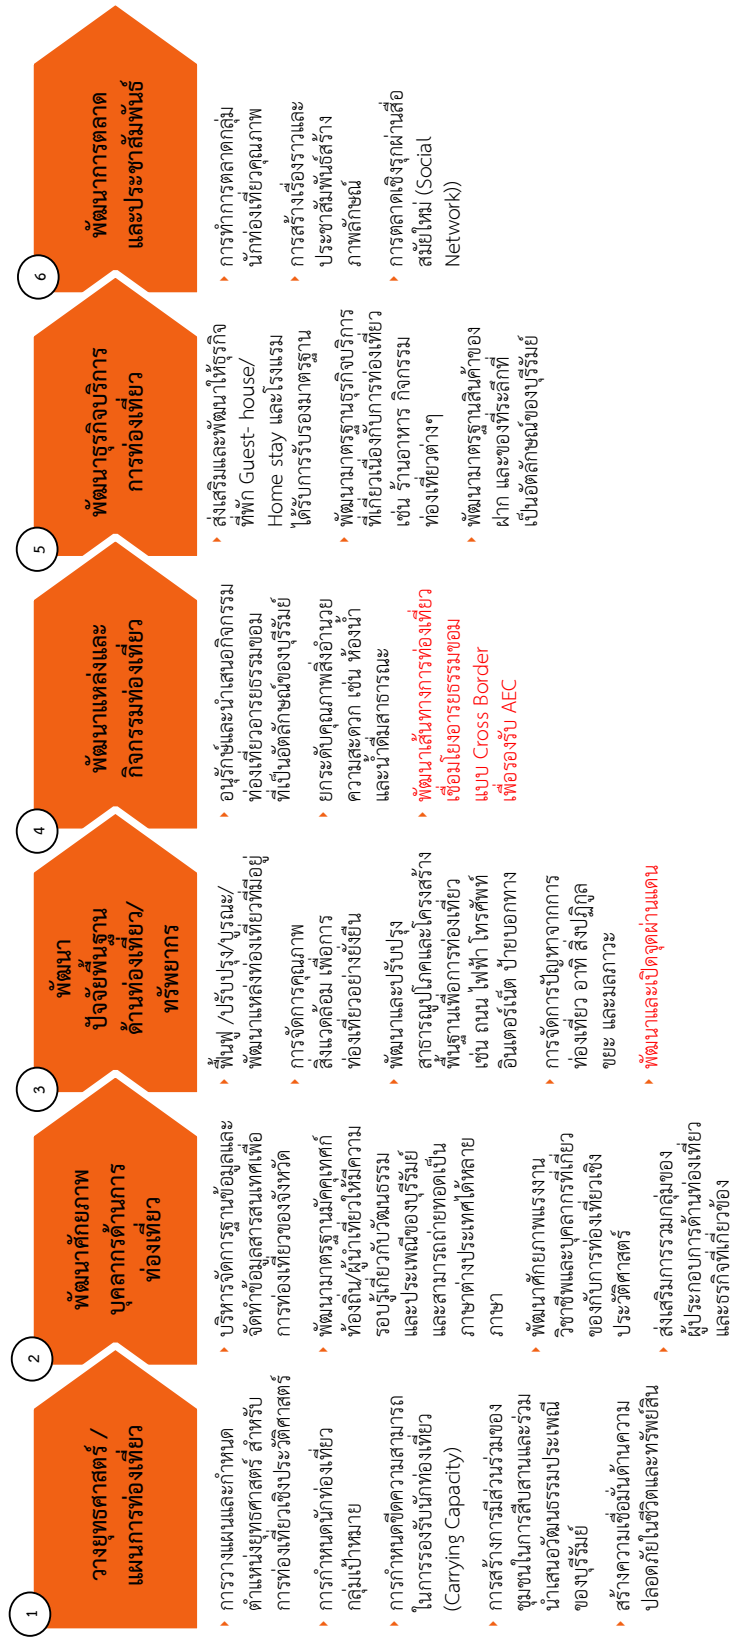 1
วางยุทธศาสตร์ /
แผนการท่องเที่ยว
การวางแผนและกำหนด
ตำแหน่งยุทธศาสตร์ สำหรับ
การท่องเที่ยวเชิงประวัติศาสตร์
การกำหนดนักท่องเที่ยว
กลุ่มเป้าหมาย
การกำหนดขีดความสามารถ
ในการรองรับนักท่องเที่ยว
(Carrying Capacity)
การสร้างการมีส่วนร่วมของ
ชุมชนในการสืบสานและร่วม
นำเสนอวัฒนธรรมประเพณี
ของบุรีรัมย์
สร้างความเชื่อมั่นด้านความ
ปลอดภัยในชีวิตและทรัพย์สิน
2
พัฒนาศักยภาพ
บุคลากรด้านการ
ท่องเที่ยว
บริหารจัดการฐานข้อมูลและ
จัดทำข้อมูลสารสนเทศเพื่อ
การท่องเที่ยวของจังหวัด
พัฒนามาตรฐานมัคคุเทศก์
ท้องถิ่น/ผู้นำเที่ยวให้มีความ
รอบรู้เกี่ยวกับวัฒนธรรม
และประเพณีของบุรีรัมย์
และสามารถถ่ายทอดเป็น
ภาษาต่างประเทศได้หลาย
ภาษา
พัฒนาศักยภาพแรงงาน
วิชาชีพและบุคลากรที่เกี่ยว
ของกับการท่องเที่ยวเชิง
ประวัติศาสตร์
ส่งเสริมการรวมกลุ่มของ
ผู้ประกอบการด้านท่องเที่ยว
และธุรกิจที่เกี่ยวข้อง
3
พัฒนา
ปัจจัยพื้นฐาน
ด้านท่องเที่ยว/
ทรัพยากร
ฟื้นฟู /ปรับปรุง/บูรณะ/
พัฒนาแหล่งท่องเที่ยวที่มีอยู่
การจัดการคุณภาพ
สิ่งแวดล้อม เพื่อการ
ท่องเที่ยวอย่างยั่งยืน
พัฒนาและปรับปรุง
สาธารณูปโภคและโครงสร้าง
พื้นฐานเพื่อการท่องเที่ยว
เช่น ถนน ไฟฟ้า โทรศัพท์
อินเตอร์เน็ต ป้ายบอกทาง
การจัดการปัญหาจากการ
ท่องเที่ยว อาทิ สิ่งปฏิกูล
ขยะ และมลภาวะ
พัฒนาและเปิดจุดผ่านแดน
4
พัฒนาแหล่งและ
กิจกรรมท่องเที่ยว
อนุรักษ์และนำเสนอกิจกรรม
ท่องเที่ยวอารยธรรมขอม
ที่เป็นอัตลักษณ์ของบุรีรัมย์
ยกระดับคุณภาพสิ่งอำนวย
ความสะดวก เช่น ห้องน้ำ
และน้ำดื่มสาธารณะ
พัฒนาเส้นทางการท่องเที่ยว
เชื่อมโยงอารยธรรมขอม
แบบ Cross Border
เพื่อรองรับ AEC
5
พัฒนาธุรกิจบริการ
การท่องเที่ยว
ส่งเสริมและพัฒนาให้ธุรกิจ
ที่พัก Guest- house/
Home stay และโรงแรม
ได้รับการรับรองมาตรฐาน
พัฒนามาตรฐานธุรกิจบริการ
ที่เกี่ยวเนื่องกับการท่องเที่ยว
เช่น ร้านอาหาร กิจกรรม
ท่องเที่ยวต่างๆ
พัฒนามาตรฐานสินค้าของ
ฝาก และของที่ระลึกที่
เป็นอัตลักษณ์ของบุรีรัมย์
6
พัฒนาการตลาด
และประชาสัมพันธ์
การทำการตลาดกลุ่ม
นักท่องเที่ยวคุณภาพ
การสร้างเรื่องราวและ
ประชาสัมพันธ์สร้าง
ภาพลักษณ์
การตลาดเชิงรุกผ่านสื่อ
สมัยใหม่ (Social
Network))